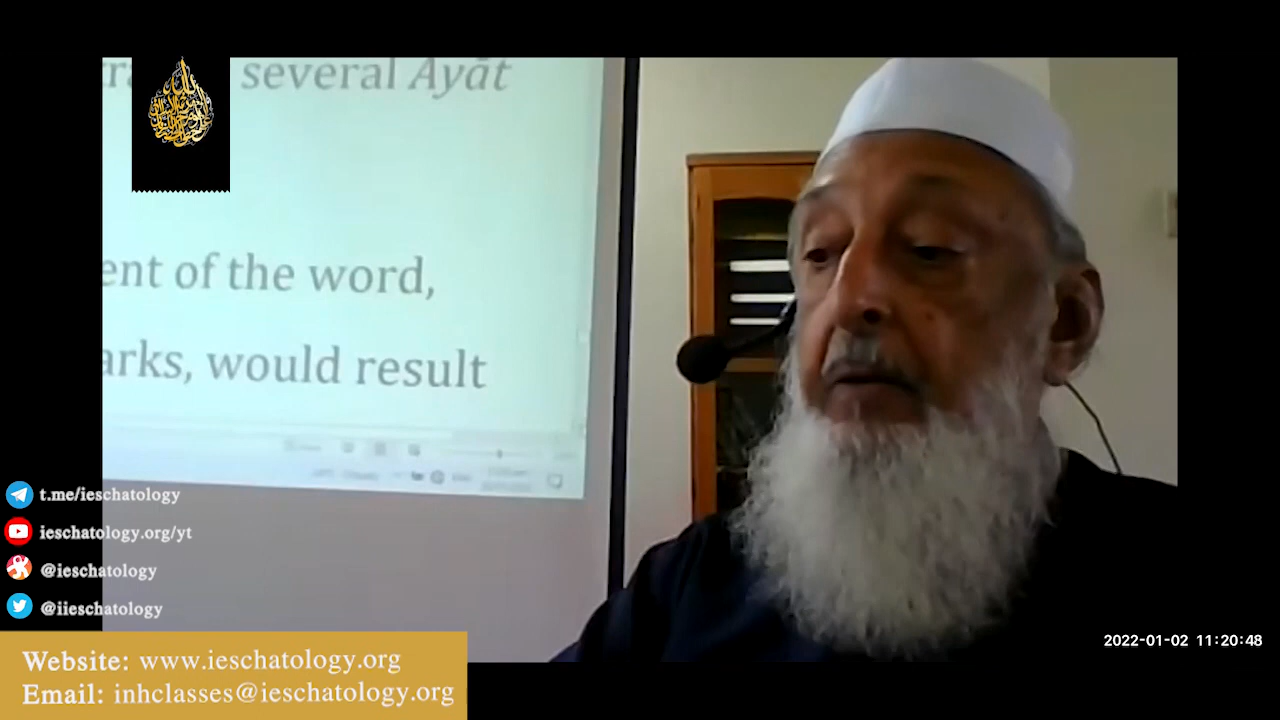 several Ayāt
ent of the word,
arks, would result
t.me/ieschatology
ieschatology.org/yt
@ieschatology
@iieschatology
Website: www.ieschatology.org
Email: inhclasses@ieschatology.org
2022-01-02 11:20:48